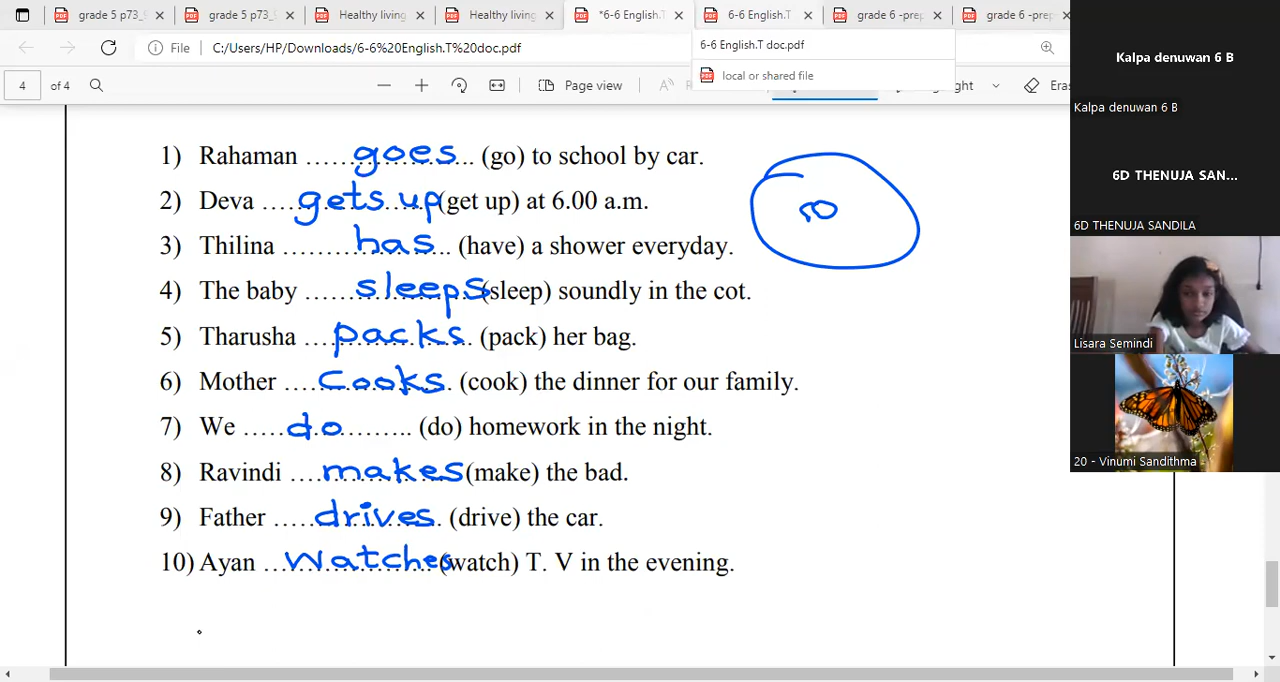 grade 5 p73_
grade 5 p73_
Healthy living
Healthy living
*6-6 English.T
6-6 English.T
grade 6 -prep
grade 6 -prep
File C:/Users/HP/Downloads/6-6%20English.T%20doc.pdf
6-6 English.T doc.pdf
local or shared file
4 of 4 Page view
1) Rahaman goes (go) to school by car.
2) Deva gets up (get up) at 6.00 a.m.
3) Thilina has (have) a shower everyday.
4) The baby sleeps (sleep) soundly in the cot.
5) Tharusha packs (pack) her bag.
6) Mother Cooks (cook) the dinner for our family.
7) We do (do) homework in the night.
8) Ravindi makes (make) the bad.
9) Father drives (drive) the car.
10) Ayan Watches (watch) T. V in the evening.
Kalpa denuwan 6 B
Kalpa denuwan 6 B
6D THENUJA SAN...
6D THENUJA SANDILA
Lisara Semindi
20 - Vinumi Sandithma